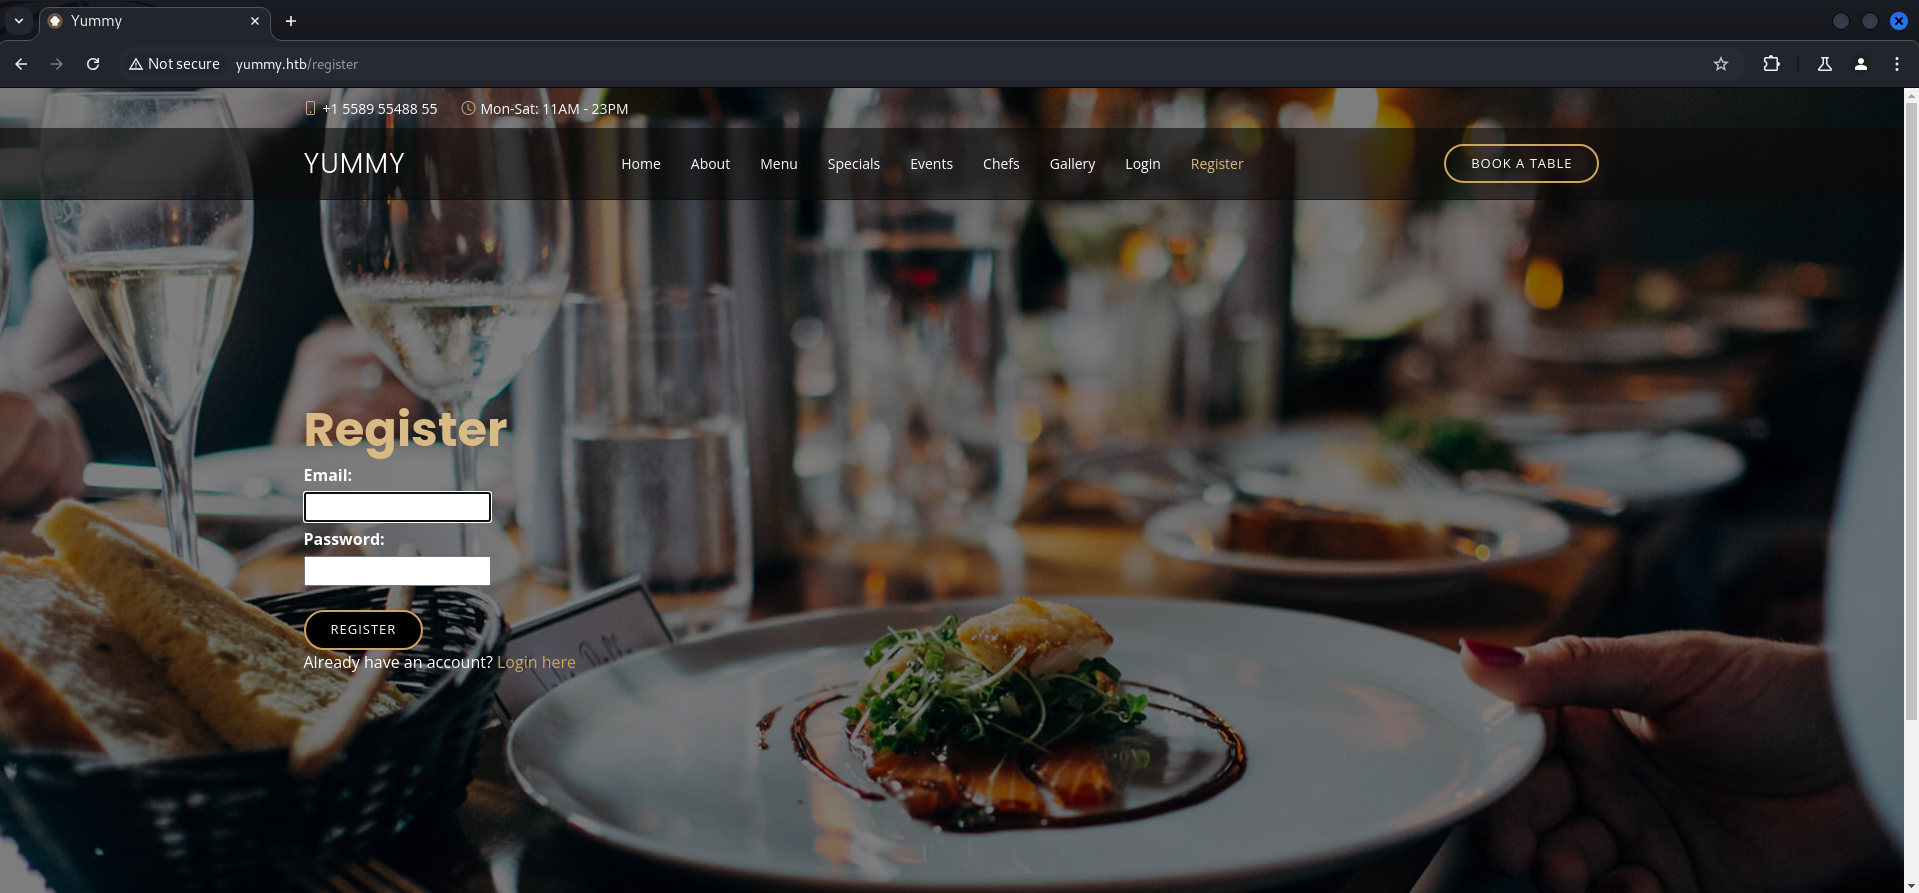 Yummy
Not secure yummy.htb/register
+1 5589 55488 55 Mon-Sat: 11AM - 23PM
YUMMY Home About Menu Specials Events Chefs Gallery Login Register BOOK A TABLE
Register
Email:
Password:
REGISTER
Already have an account? Login here